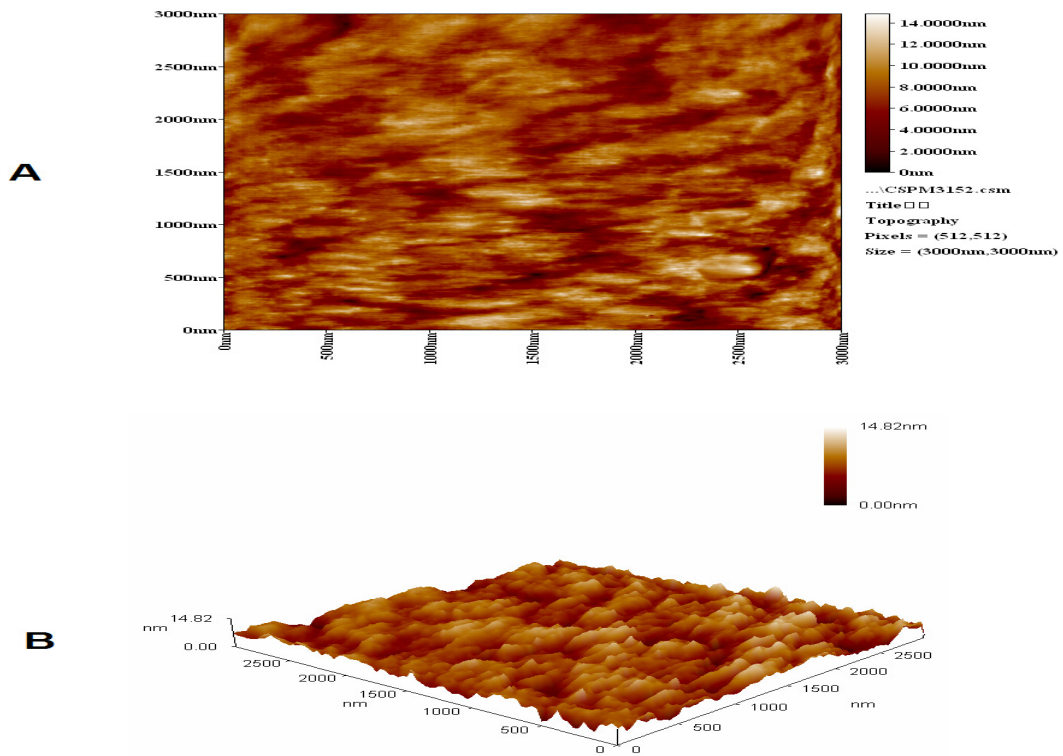 A
3000nm
2500nm
2000nm
1500nm
1000nm
500nm
0nm
0nm
500nm
1000nm
1500nm
2000nm
2500nm
3000nm
14.0000nm
12.0000nm
10.0000nm
8.0000nm
6.0000nm
4.0000nm
2.0000nm
0nm
...\CSPM3152.csm
Title □ □
Topography
Pixels = (512,512)
Size = (3000nm,3000nm)
B
14.82nm
0.00nm
14.82
nm
0.00
2500
2000
1500
nm
1000
500
0
0
500
1000
nm
1500
2000
2500